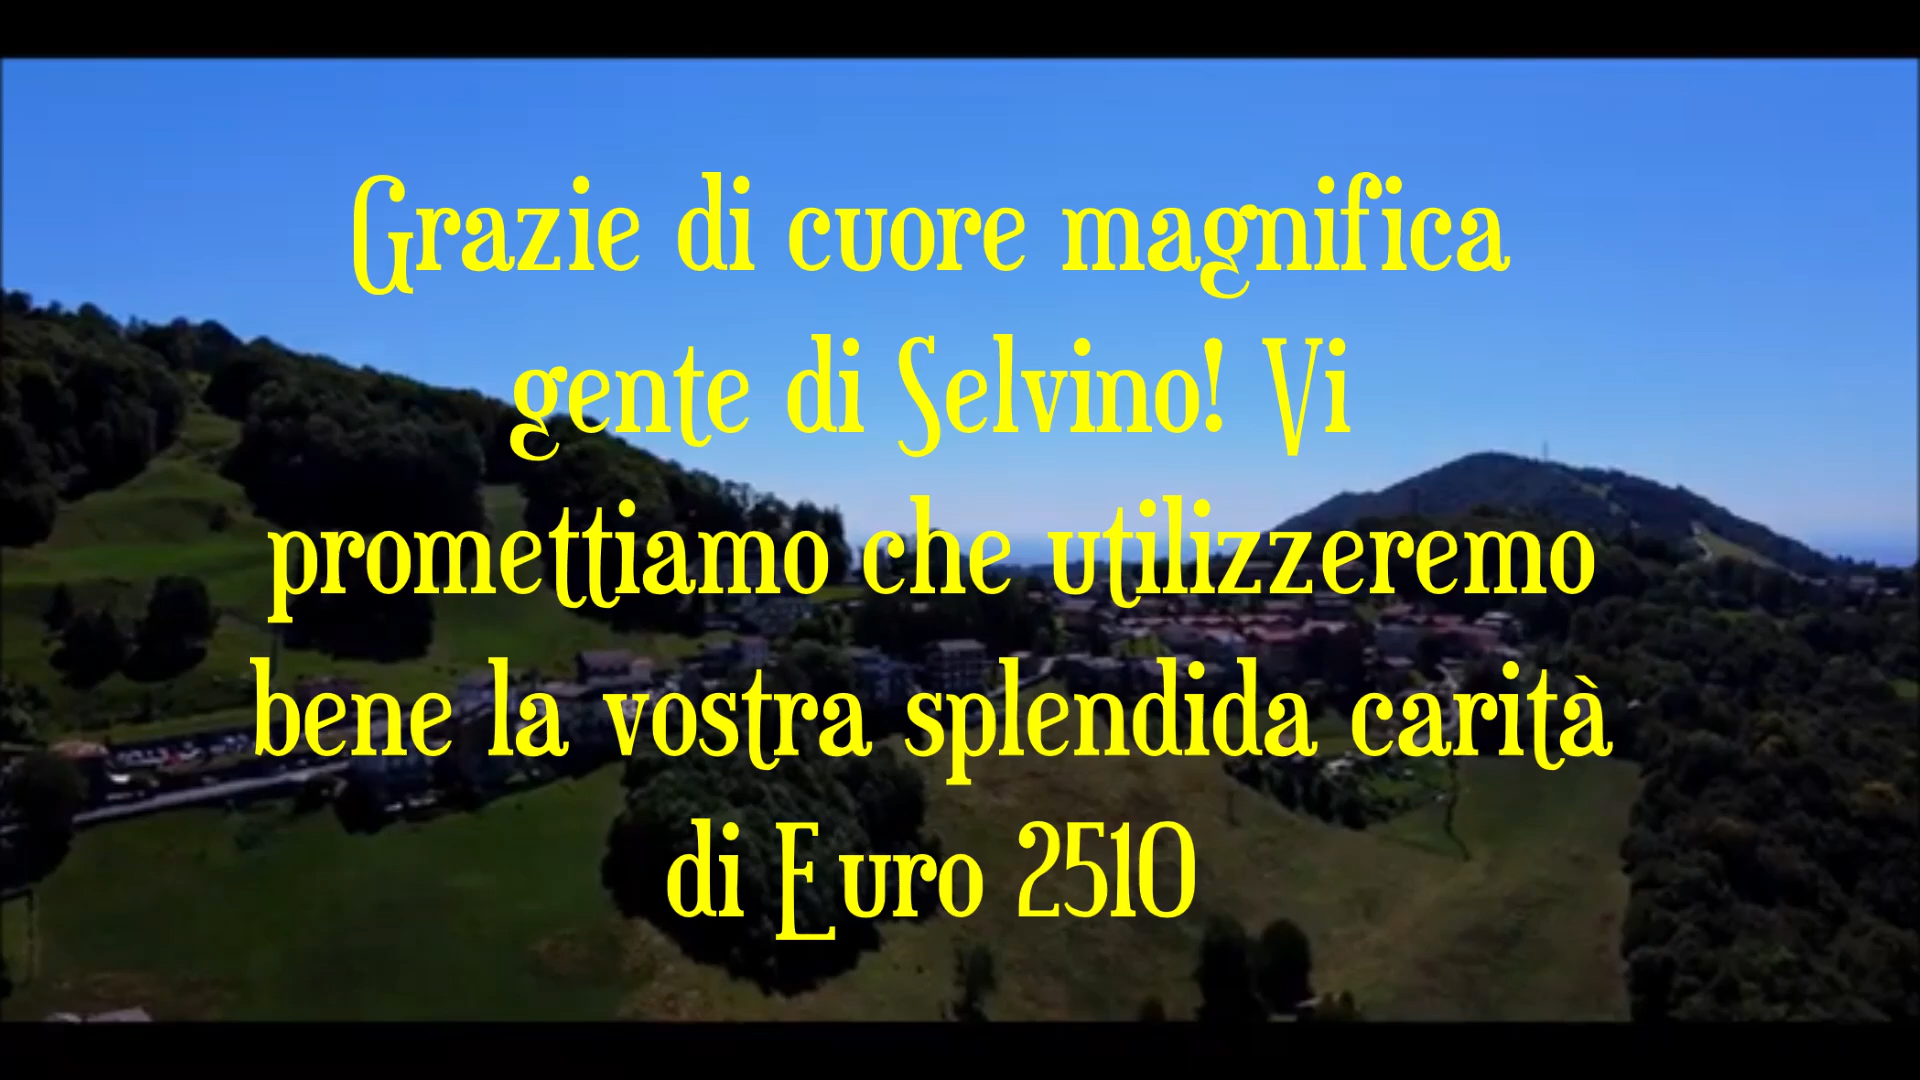 Grazie di cuore magnifica
gente di Selvino! Vi
promettiamo che utilizzeremo
bene la vostra splendida carità
di Euro 2510